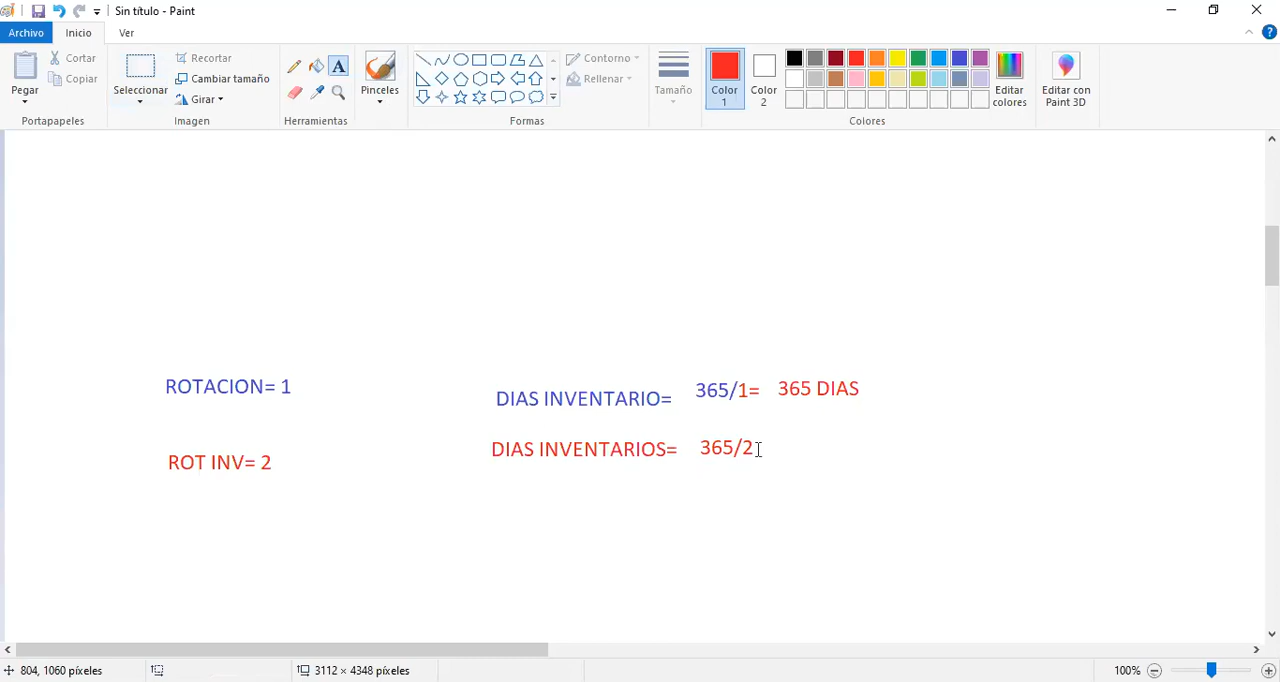 Sin título - Paint
Archivo Inicio Ver
Pegar
Cortar
Copiar
Portapapeles
Seleccionar
Recortar
Cambiar tamaño
Girar
Imagen
A
Herramientas
Pinceles
Contorno
Rellenar
Formas
Tamaño
Color
1
Color
2
Editar
colores
Colores
Editar con
Paint 3D
ROTACION= 1
DIAS INVENTARIO= 365/1= 365 DIAS
ROT INV= 2
DIAS INVENTARIOS= 365/2
804, 1060 píxeles
3112 × 4348 píxeles
100%